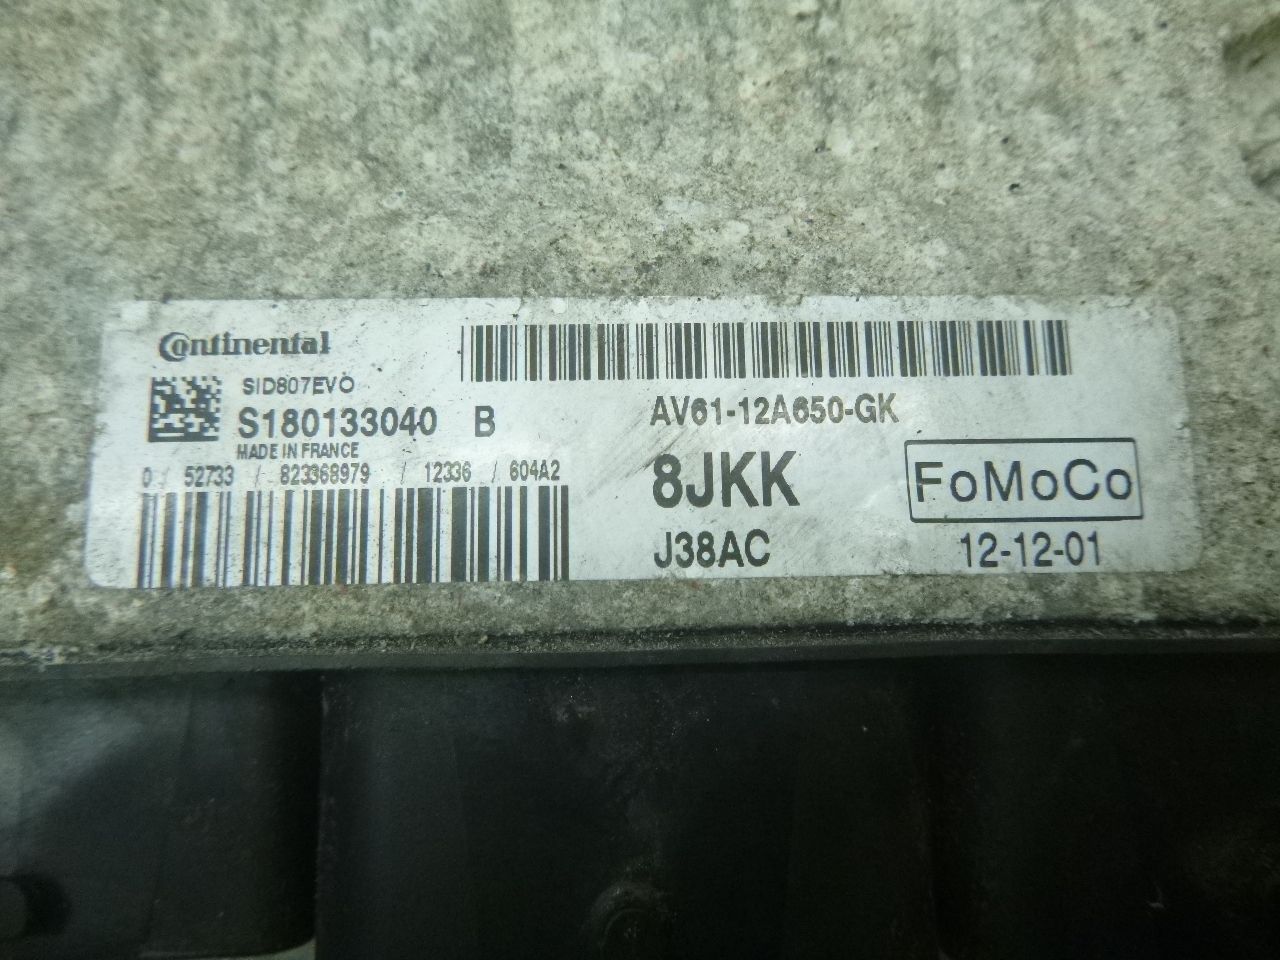 Continental
SID807EVO
S180133040 B
MADE IN FRANCE
0 / 52733 / 823368979 / 12336 / 604A2
AV61-12A650-GK
8JKK
J38AC
FoMoCo
12-12-01